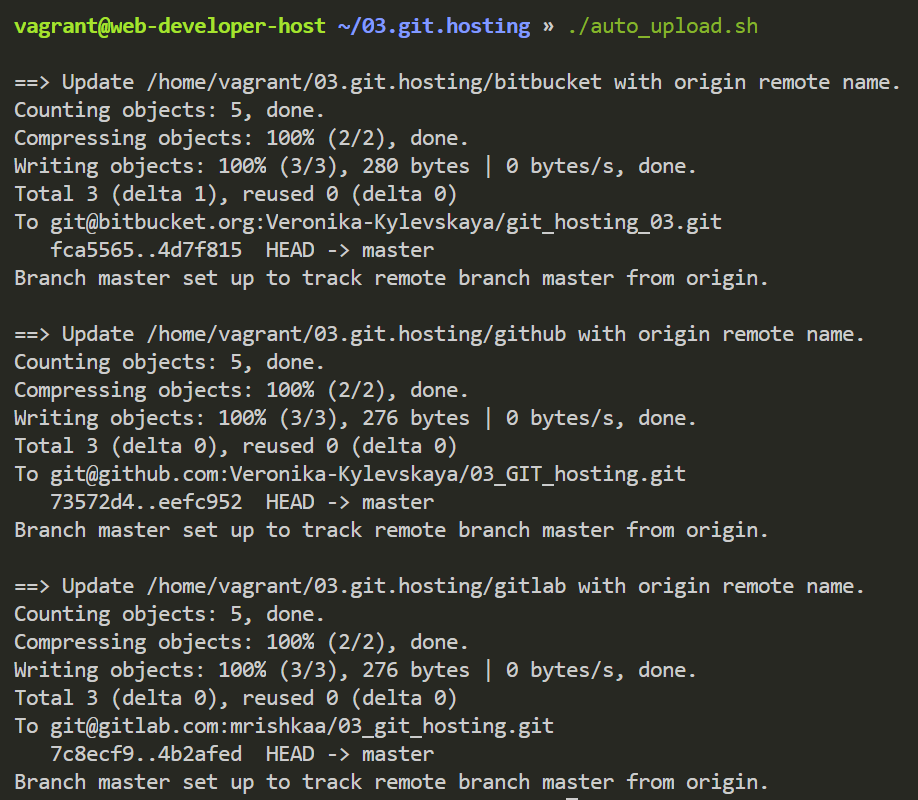 vagrant@web-developer-host ~/03.git.hosting » ./auto_upload.sh
==> Update /home/vagrant/03.git.hosting/bitbucket with origin remote name.
Counting objects: 5, done.
Compressing objects: 100% (2/2), done.
Writing objects: 100% (3/3), 280 bytes | 0 bytes/s, done.
Total 3 (delta 1), reused 0 (delta 0)
To git@bitbucket.org:Veronika-Kylevskaya/git_hosting_03.git
   fca5565..4d7f815  HEAD -> master
Branch master set up to track remote branch master from origin.
==> Update /home/vagrant/03.git.hosting/github with origin remote name.
Counting objects: 5, done.
Compressing objects: 100% (2/2), done.
Writing objects: 100% (3/3), 276 bytes | 0 bytes/s, done.
Total 3 (delta 0), reused 0 (delta 0)
To git@github.com:Veronika-Kylevskaya/03_GIT_hosting.git
   73572d4..eefc952  HEAD -> master
Branch master set up to track remote branch master from origin.
==> Update /home/vagrant/03.git.hosting/gitlab with origin remote name.
Counting objects: 5, done.
Compressing objects: 100% (2/2), done.
Writing objects: 100% (3/3), 276 bytes | 0 bytes/s, done.
Total 3 (delta 0), reused 0 (delta 0)
To git@gitlab.com:mrishkaa/03_git_hosting.git
   7c8ecf9..4b2afed  HEAD -> master
Branch master set up to track remote branch master from origin.